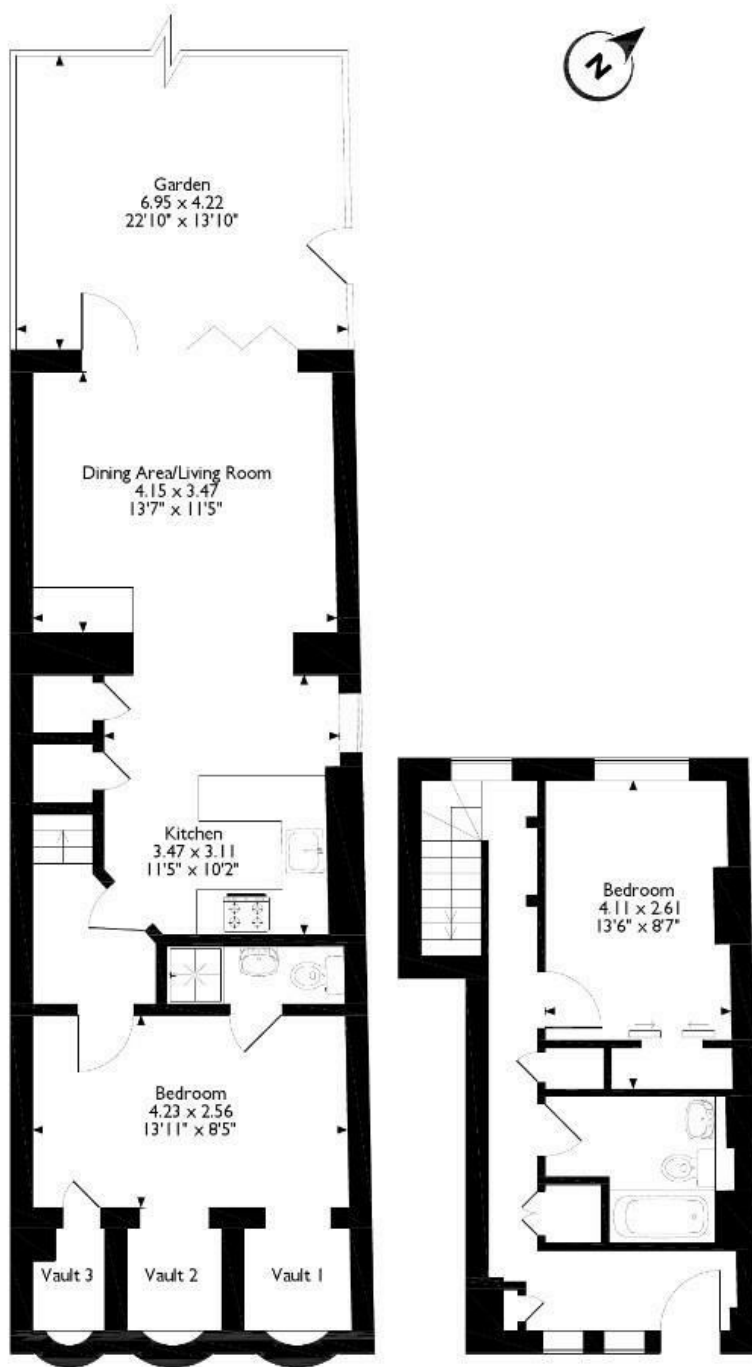 N
Garden
6.95 x 4.22
22'10" x 13'10"
Dining Area/Living Room
4.15 x 3.47
13'7" x 11'5"
Kitchen
3.47 x 3.11
11'5" x 10'2"
Bedroom
4.11 x 2.61
13'6" x 8'7"
Bedroom
4.23 x 2.56
13'11" x 8'5"
Vault 3
Vault 2
Vault 1